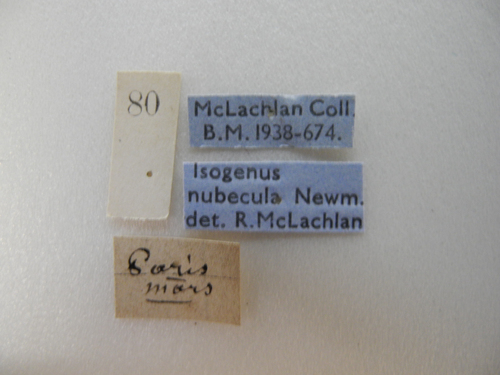 80
McLachlan Coll.
B.M. 1938-674.
Isogenus
nubecula Newm.
det. R. McLachlan
Paris
mars